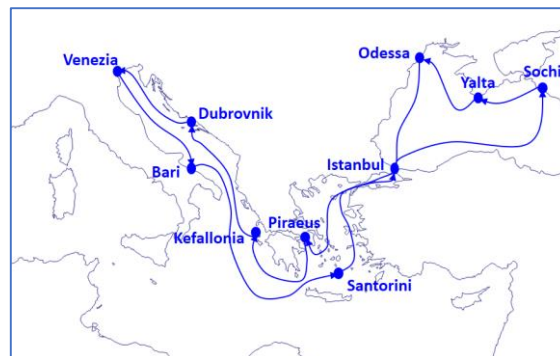 Odessa
Venezia
Sochi
Yalta
Dubrovnik
Bari
Istanbul
Piraeus
Kefallonia
Santorini